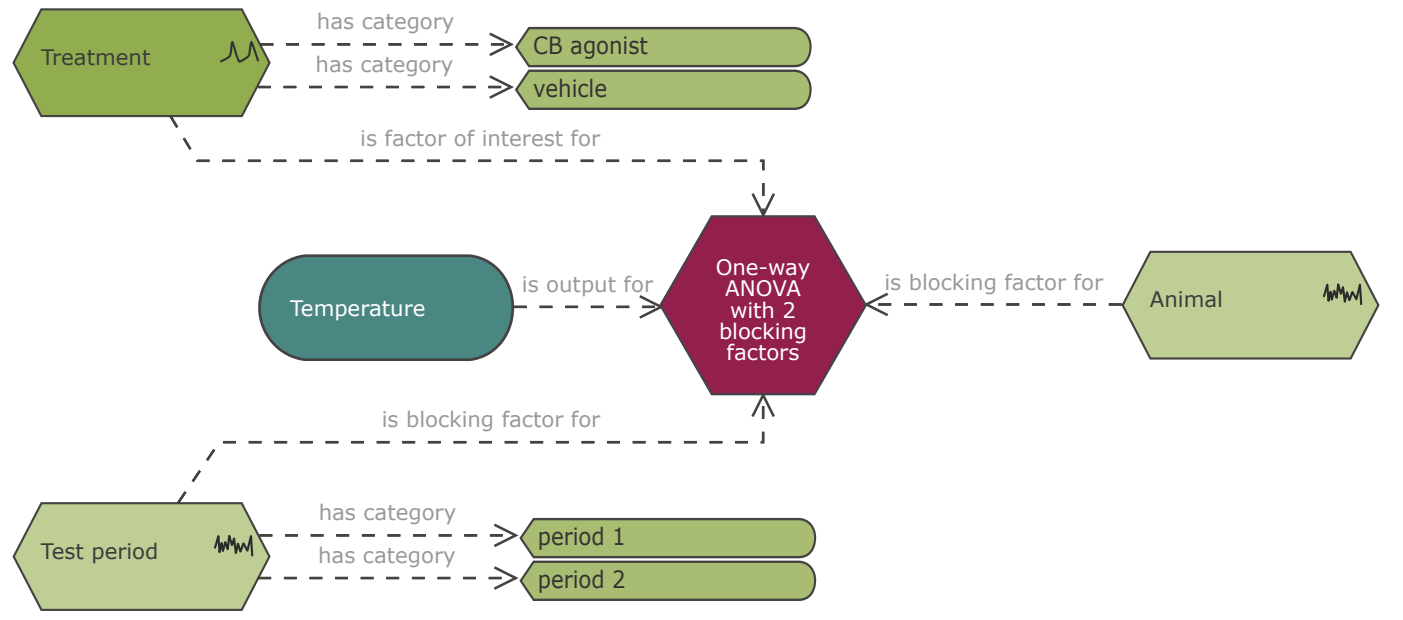 has category
Treatment
CB agonist
has category
vehicle
is factor of interest for
Temperature
is output for
One-way
ANOVA
with 2
blocking
factors
is blocking factor for
Animal
is blocking factor for
Test period
has category
period 1
has category
period 2